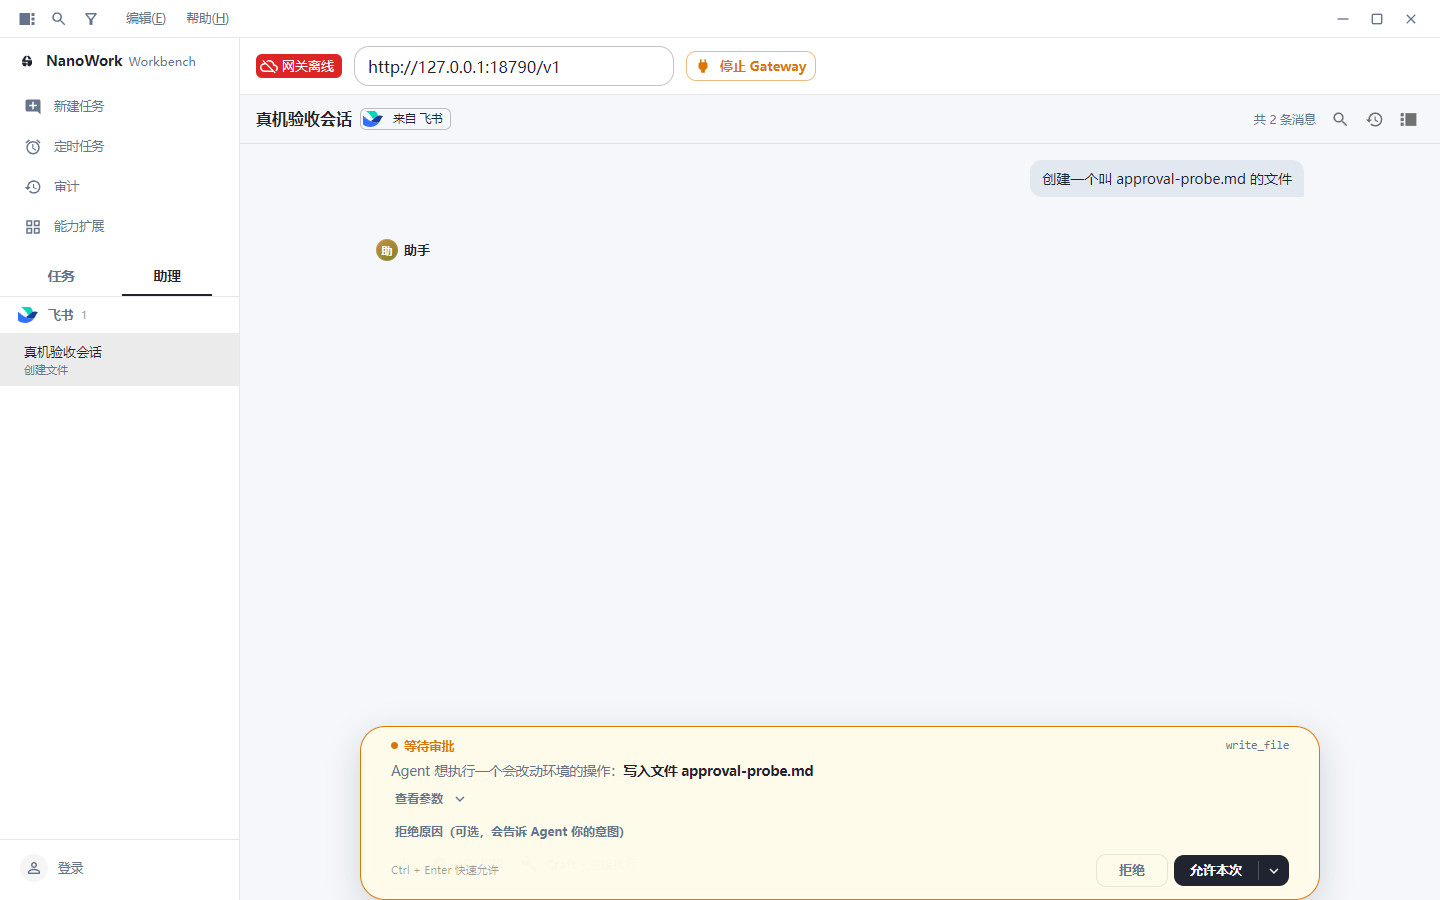 编辑(E) 帮助(H)
NanoWork Workbench
网关离线
http://127.0.0.1:18790/v1
停止 Gateway
新建任务
定时任务
审计
能力扩展
任务 助理
飞书 1
真机验收会话
创建文件
登录
真机验收会话
来自 飞书
共 2 条消息
创建一个叫 approval-probe.md 的文件
助 助手
等待审批
write_file
Agent 想执行一个会改动环境的操作：写入文件 approval-probe.md
查看参数
拒绝原因（可选，会告诉 Agent 你的意图）
Ctrl + Enter 快速允许
拒绝
允许本次